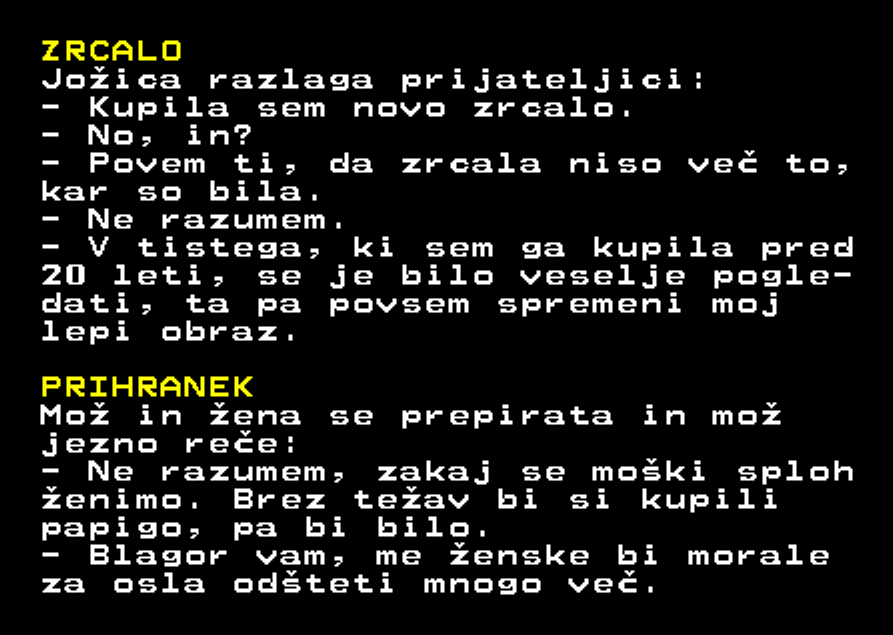 ZRCALO
Jožica razlaga prijateljici:
- Kupila sem novo zrcalo.
- No, in?
- Povem ti, da zrcala niso več to,
kar so bila.
- Ne razumem.
- V tistega, ki sem ga kupila pred
20 leti, se je bilo veselje pogle-
dati, ta pa povsem spremeni moj
lepi obraz.
PRIHRANEK
Mož in žena se prepirata in mož
jezno reče:
- Ne razumem, zakaj se moški sploh
ženimo. Brez težav bi si kupili
papigo, pa bi bilo.
- Blagor vam, me ženske bi morale
za osla odšteti mnogo več.